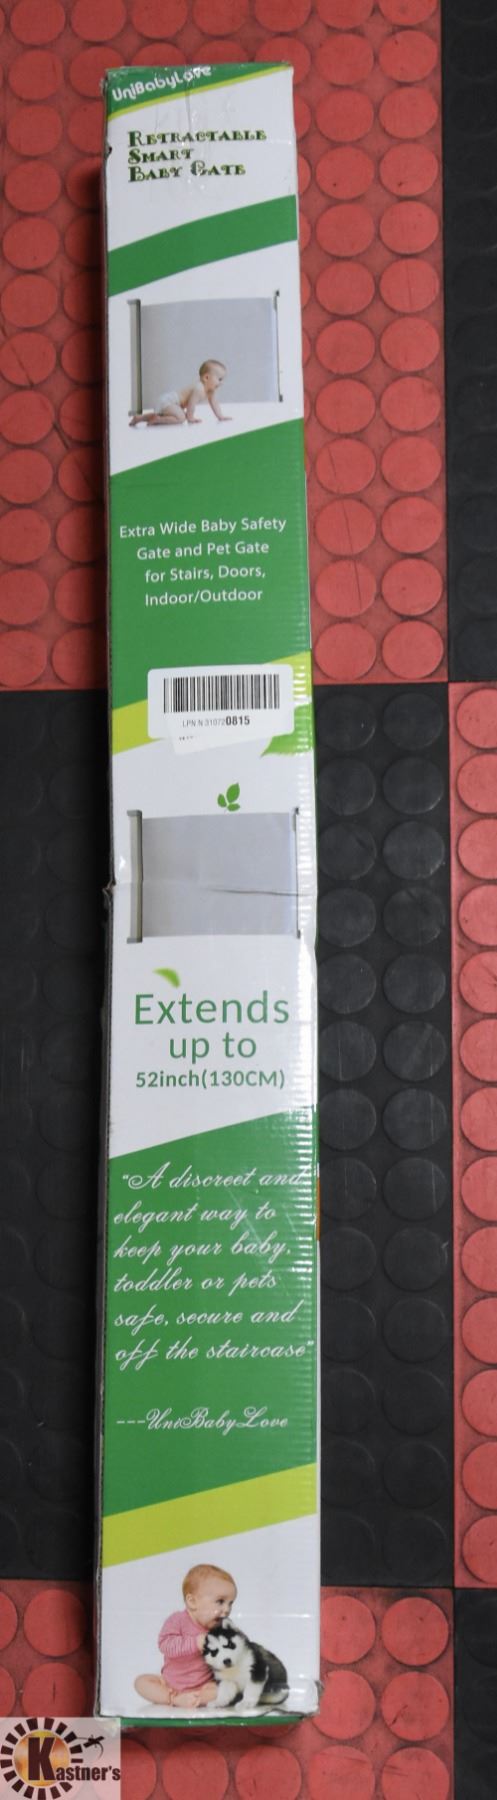 UniBabyLove
RETRACTABLE
SMART
BABY GATE
Extra Wide Baby Safety
Gate and Pet Gate
for Stairs, Doors,
Indoor/Outdoor
LPN N 310720815
Extends
up to
52inch(130CM)
"A discreet and
elegant way to
keep your baby,
toddler or pets
safe, secure and
off the staircase"
---UniBabyLove
Kastner's